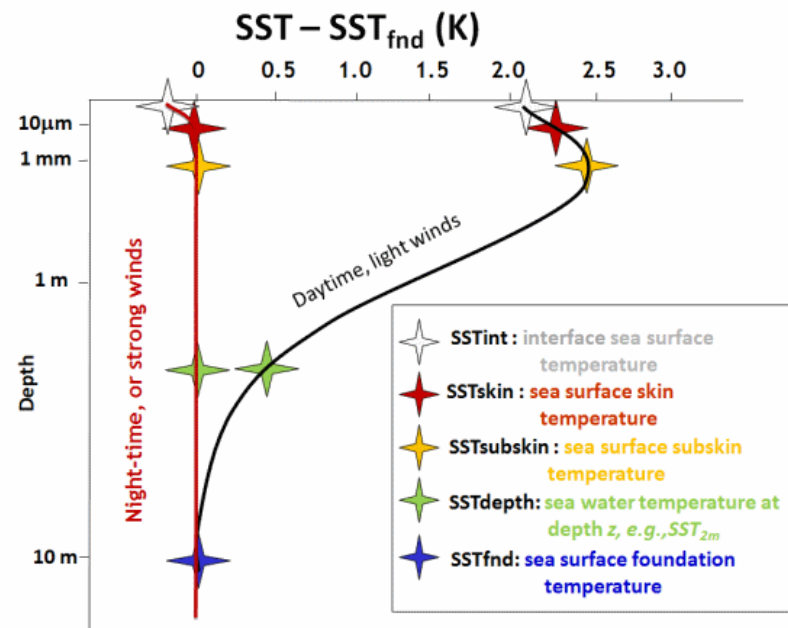 SST – SSTfnd (K)
0 0.5 1.0 1.5 2.0 2.5 3.0
10μm
1 mm
1 m
10 m
Depth
Night-time, or strong winds
Daytime, light winds
SSTint : interface sea surface
temperature
SSTskin : sea surface skin
temperature
SSTsubskin : sea surface subskin
temperature
SSTdepth: sea water temperature at
depth z, e.g.,SST2m
SSTfnd: sea surface foundation
temperature